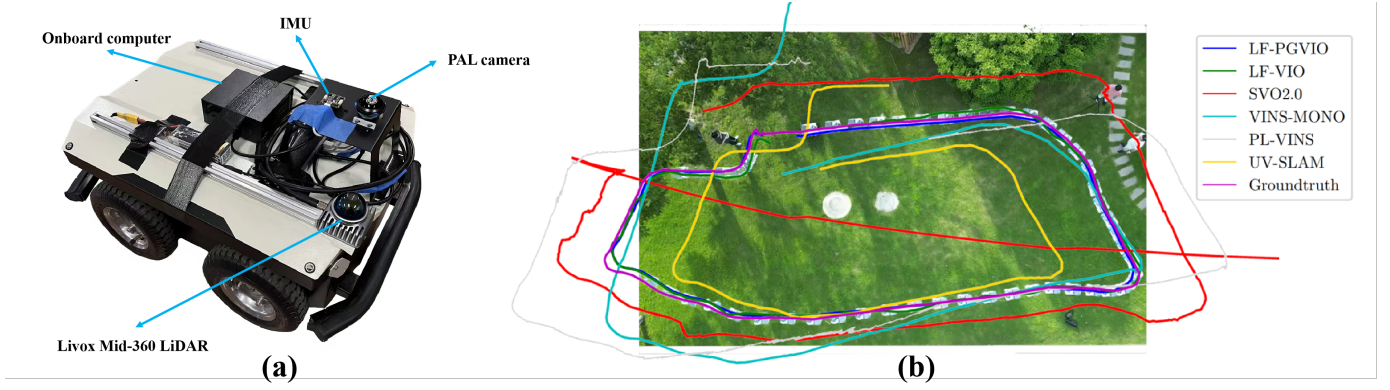 IMU
Onboard computer
PAL camera
Livox Mid-360 LiDAR
(a)
LF-PGVIO
LF-VIO
SVO2.0
VINS-MONO
PL-VINS
UV-SLAM
Groundtruth
(b)